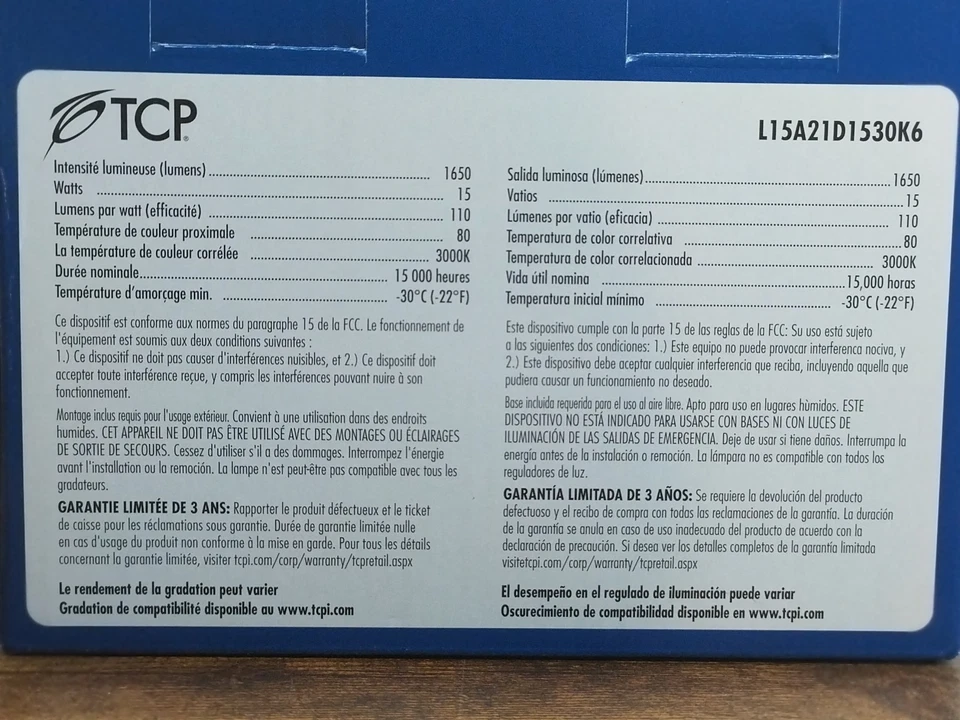 TCP
L15A21D1530K6
Intensité lumineuse (lumens) 1650
Watts 15
Lumens par watt (efficacité) 110
Température de couleur proximale 80
La température de couleur corrélée 3000K
Durée nominale 15 000 heures
Température d'amorçage min. -30°C (-22°F)
Ce dispositif est conforme aux normes du paragraphe 15 de la FCC. Le fonctionnement de
l'équipement est soumis aux deux conditions suivantes :
1.) Ce dispositif ne doit pas causer d'interférences nuisibles, et 2.) Ce dispositif doit
accepter toute interférence reçue, y compris les interférences pouvant nuire à son
fonctionnement.
Montage inclus requis pour l'usage extérieur. Convient à une utilisation dans des endroits
humides. CET APPAREIL NE DOIT PAS ÊTRE UTILISÉ AVEC DES MONTAGES OU ÉCLAIRAGES
DE SORTIE DE SECOURS. Cessez d'utiliser s'il a des dommages. Interrompez l'énergie
avant l'installation ou la remoción. La lampe n'est peut-être pas compatible avec tous les
gradateurs.
GARANTIE LIMITÉE DE 3 ANS: Rapporter le produit défectueux et le ticket
de caisse pour les réclamations sous garantie. Durée de garantie limitée nulle
en cas d'usage du produit non conforme à la mise en garde. Pour tous les détails
concernant la garantie limitée, visiter tcpi.com/corp/warranty/tcpretail.aspx
Le rendement de la gradation peut varier
Gradation de compatibilité disponible au www.tcpi.com
Salida luminosa (lúmenes) 1650
Vatios 15
Lúmenes por vatio (eficacia) 110
Temperatura de color correlativa 80
Temperatura de color correlacionada 3000K
Vida útil nomina 15,000 horas
Temperatura inicial mínimo -30°C (-22°F)
Este dispositivo cumple con la parte 15 de las reglas de la FCC: Su uso está sujeto
a las siguientes dos condiciones: 1.) Este equipo no puede provocar interferencia nociva, y
2.) Este dispositivo debe aceptar cualquier interferencia que reciba, incluyendo aquella que
pudiera causar un funcionamiento no deseado.
Base incluida requerida para el uso al aire libre. Apto para uso en lugares hùmidos. ESTE
DISPOSITIVO NO ESTÁ INDICADO PARA USARSE CON BASES NI CON LUCES DE
ILUMINACIÓN DE LAS SALIDAS DE EMERGENCIA. Deje de usar si tiene daños. Interrumpa la
energía antes de la instalación o remoción. La lámpara no es compatible con todos los
reguladores de luz.
GARANTÍA LIMITADA DE 3 AÑOS: Se requiere la devolución del producto
defectuoso y el recibo de compra con todas las reclamaciones de la garantía. La duración
de la garantía se anula en caso de uso inadecuado del producto de acuerdo con la
declaración de precaución. Si desea ver los detalles completos de la garantía limitada
visitetcpi.com/corp/warranty/tcpretail.aspx
El desempeño en el regulado de iluminación puede variar
Oscurecimiento de compatibilidad disponible en www.tcpi.com